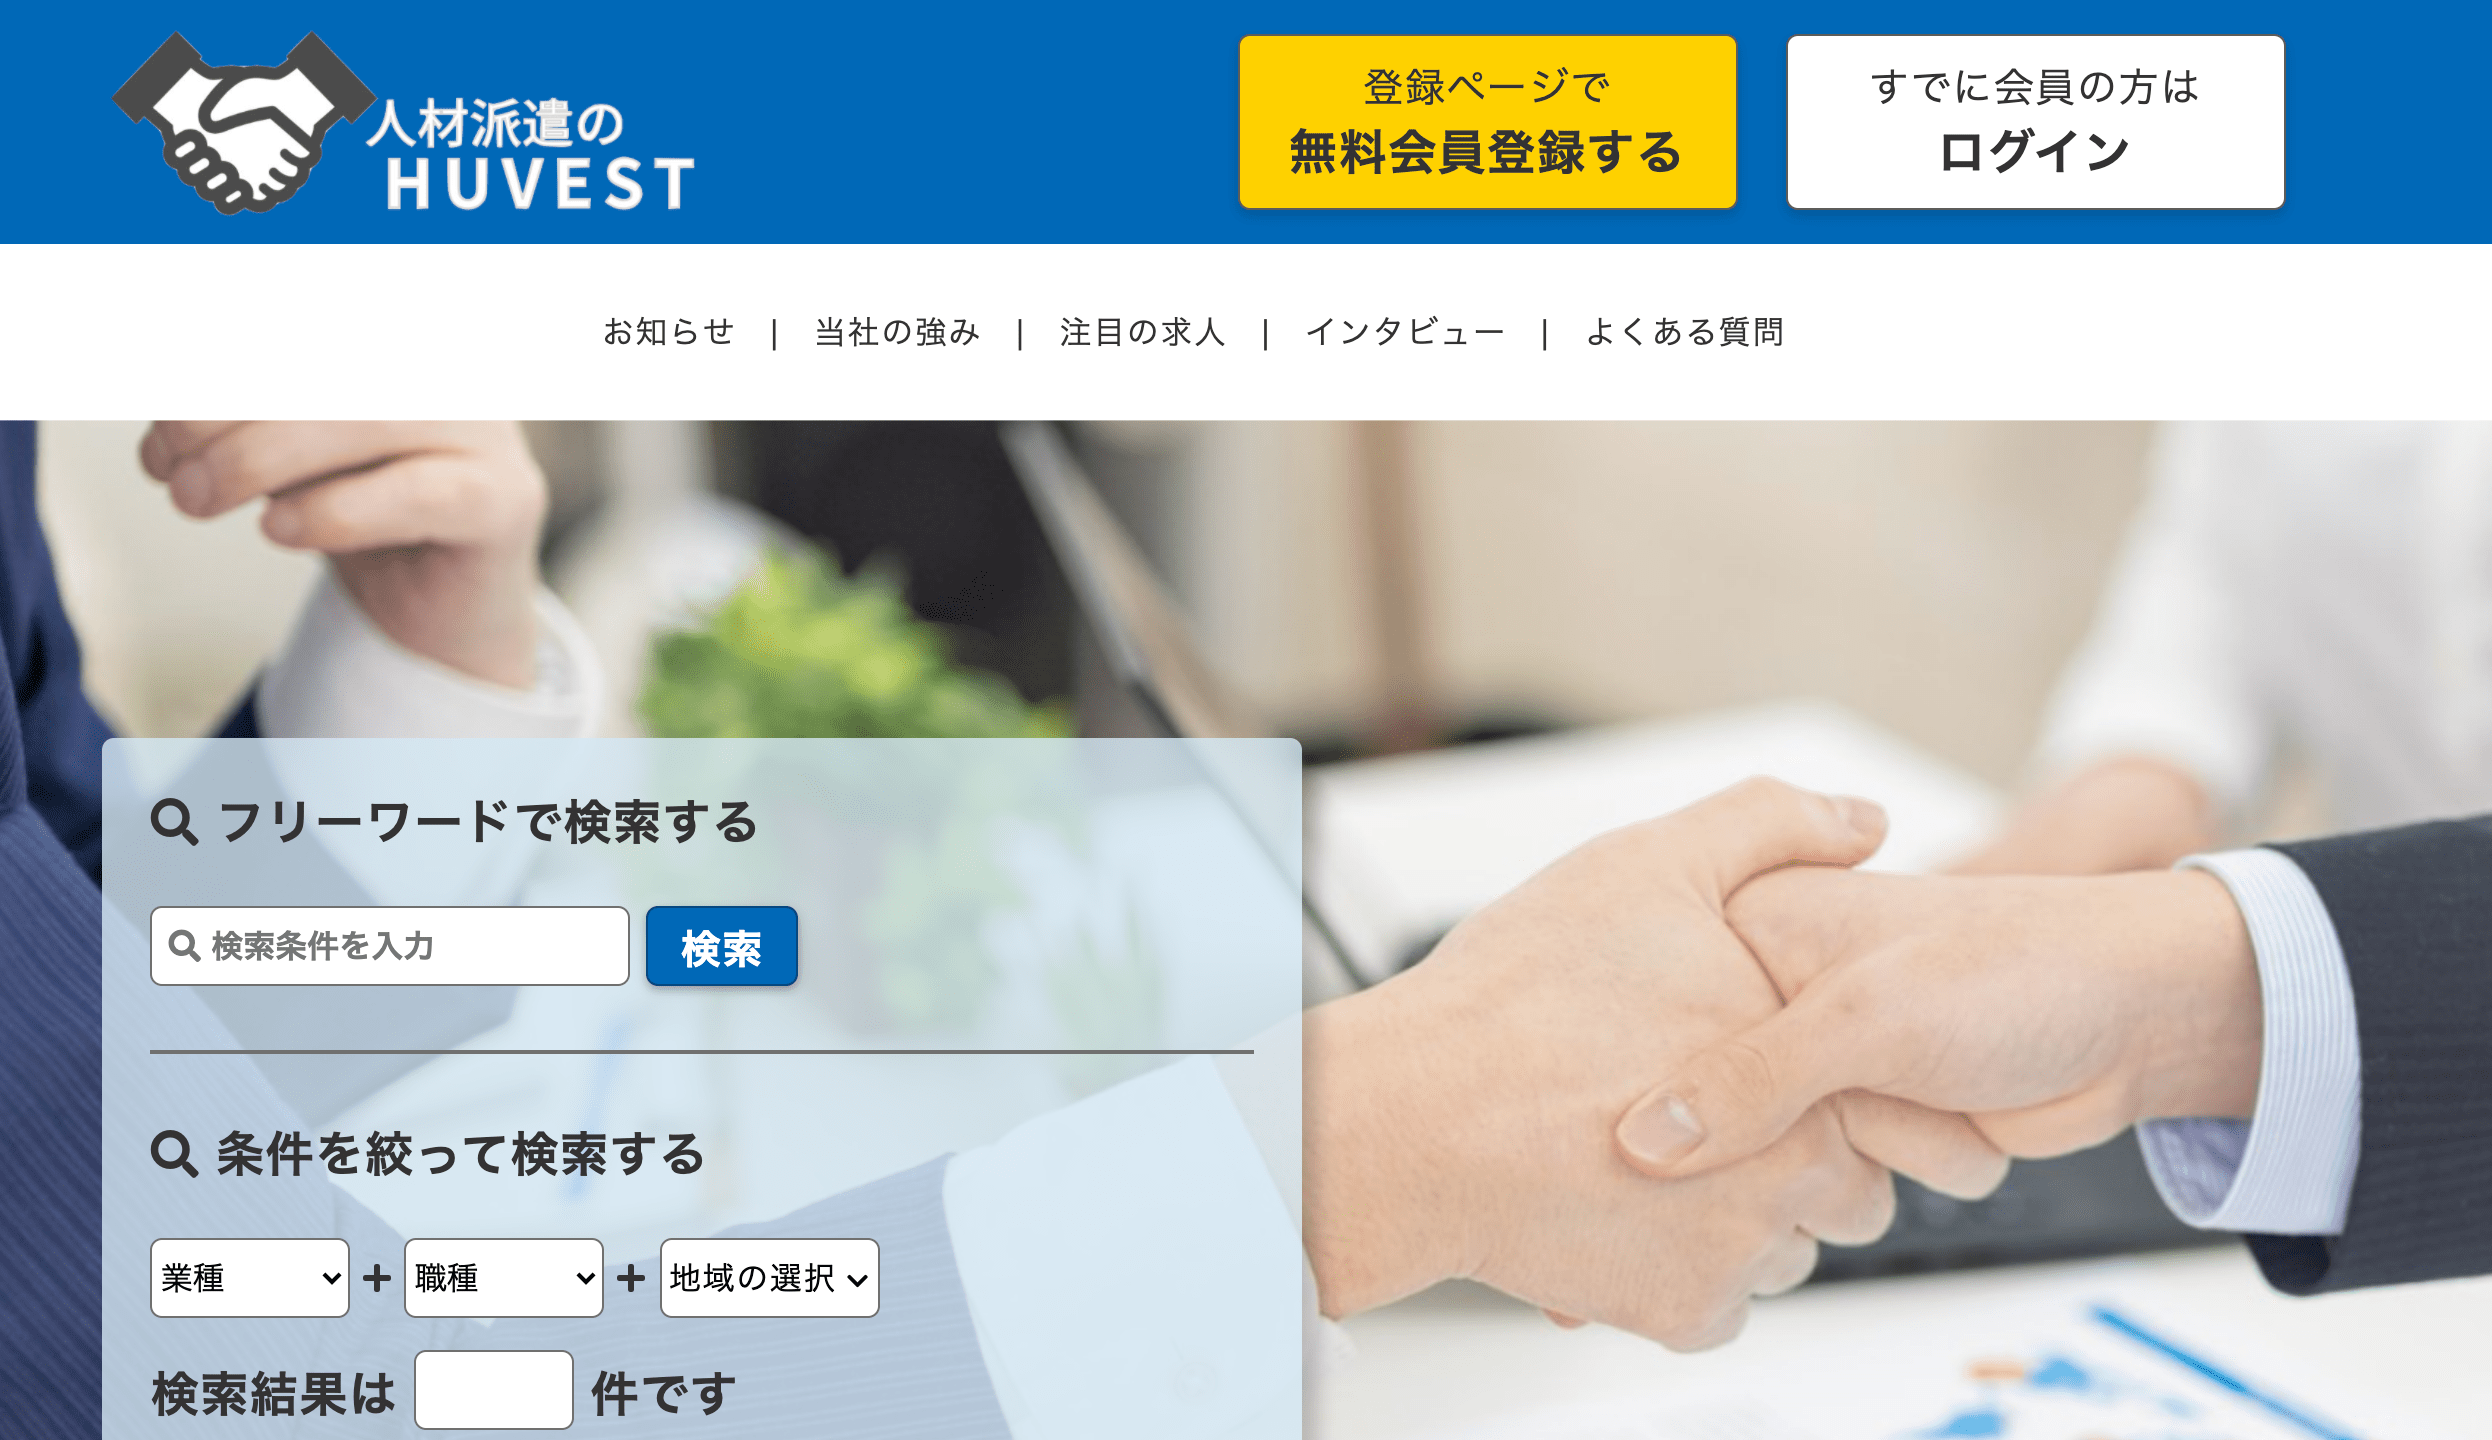 人材派遣の
HUVEST
登録ページで
無料会員登録する
すでに会員の方は
ログイン
お知らせ | 当社の強み | 注目の求人 | インタビュー | よくある質問
フリーワードで検索する
検索条件を入力 検索
条件を絞って検索する
業種 + 職種 + 地域の選択
検索結果は 件です